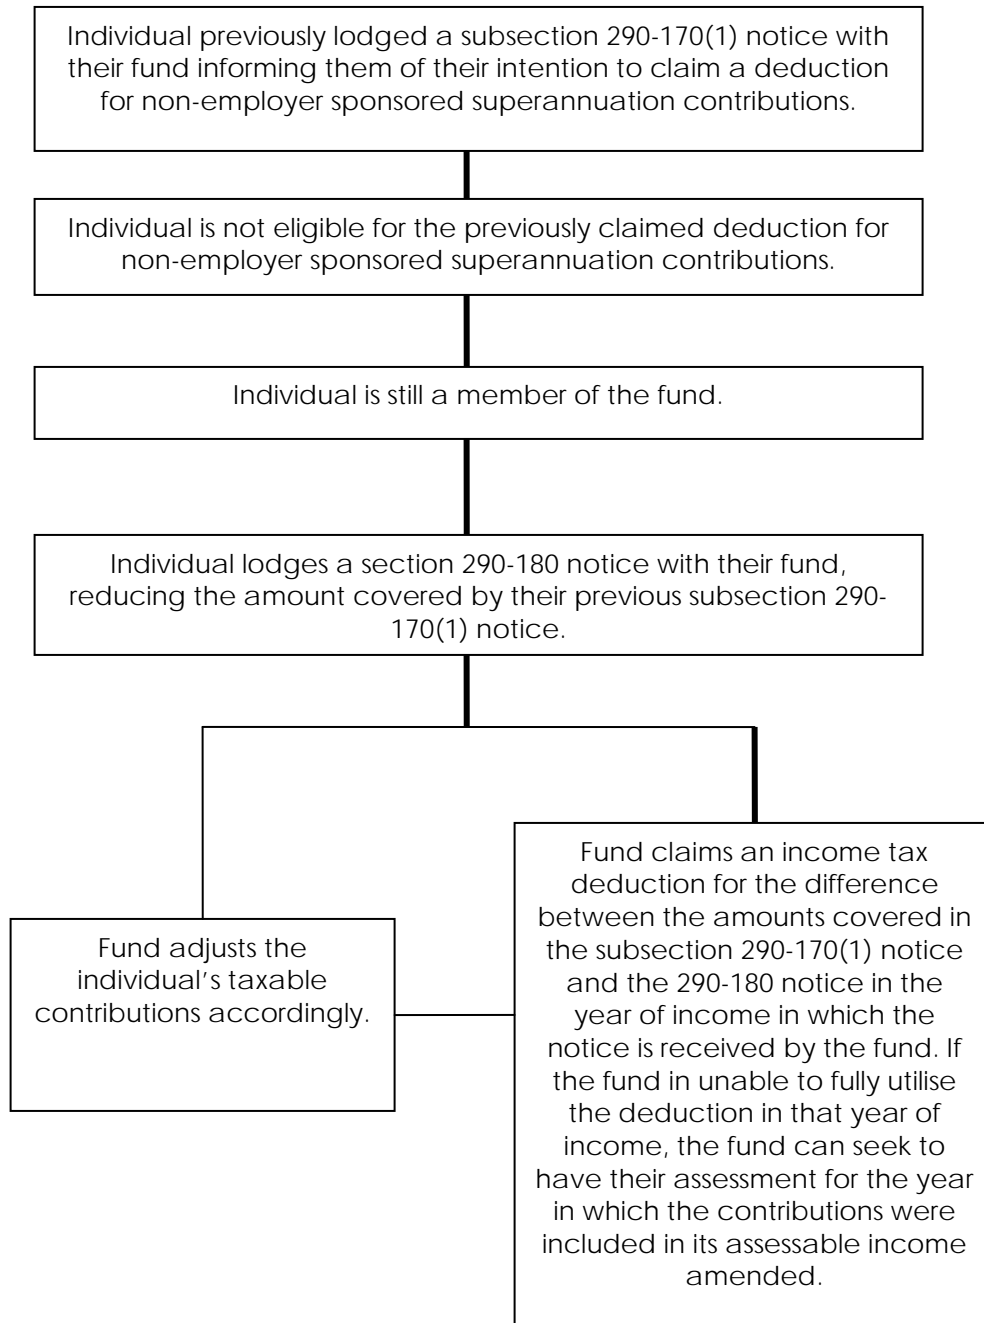 Individual previously lodged a subsection 290-170(1) notice with
their fund informing them of their intention to claim a deduction
for non-employer sponsored superannuation contributions.
Individual is not eligible for the previously claimed deduction for
non-employer sponsored superannuation contributions.
Individual is still a member of the fund.
Individual lodges a section 290-180 notice with their fund,
reducing the amount covered by their previous subsection 290-
170(1) notice.
Fund adjusts the
individual's taxable
contributions accordingly.
Fund claims an income tax
deduction for the difference
between the amounts covered in
the subsection 290-170(1) notice
and the 290-180 notice in the
year of income in which the
notice is received by the fund. If
the fund in unable to fully utilise
the deduction in that year of
income, the fund can seek to
have their assessment for the year
in which the contributions were
included in its assessable income
amended.